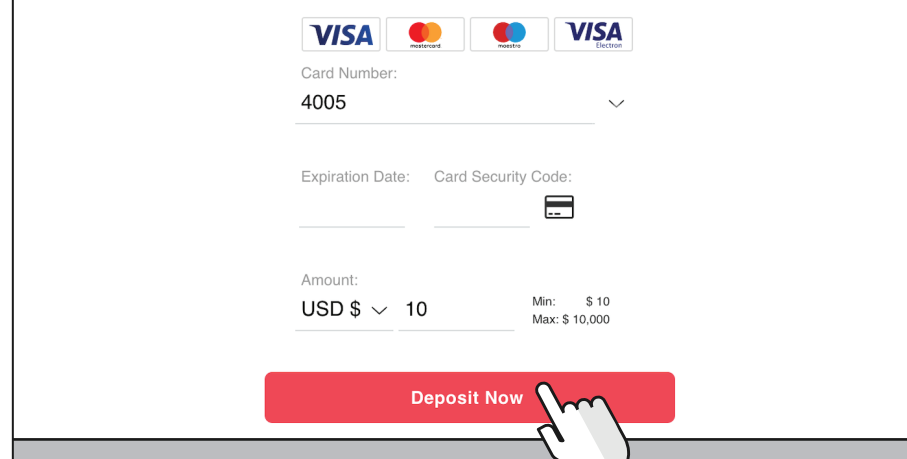 VISA mastercard maestro VISA Electron
Card Number:
4005
Expiration Date: Card Security Code:
Amount:
USD $ 10
Min: $ 10
Max: $ 10,000
Deposit Now